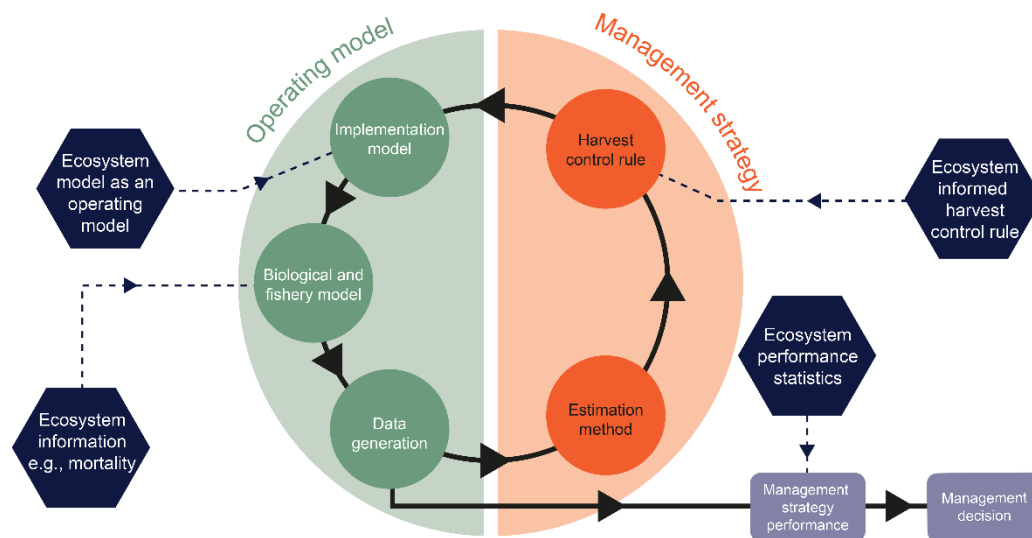 Operating model
Management strategy
Implementation
model
Harvest
control rule
Ecosystem
model as an
operating
model
Ecosystem
informed
harvest
control rule
Biological and
fishery model
Ecosystem
performance
statistics
Ecosystem
information
e.g., mortality
Data
generation
Estimation
method
Management
strategy
performance
Management
decision